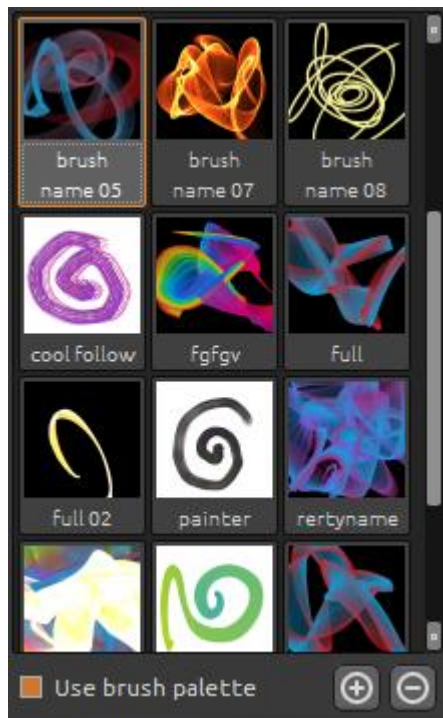 brush
name 05
brush
name 07
brush
name 08
cool follow
fgfgv
full
full 02
painter
rertyname
Use brush palette